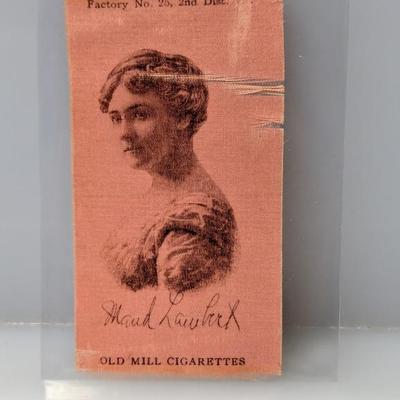 Factory No. 25, 2nd Dist.
Maud Lambert
OLD MILL CIGARETTES